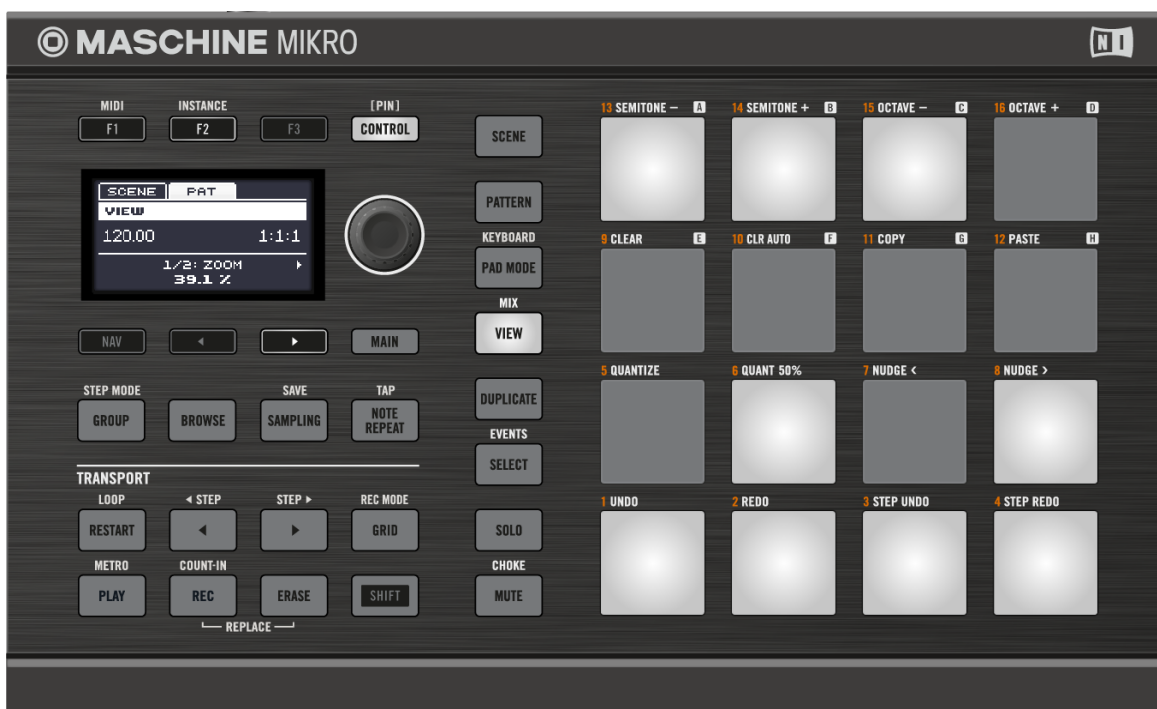 MASCHINE MIKRO
NI
MIDI INSTANCE [PIN]
F1 F2 F3 CONTROL
SCENE PAT
VIEW
120.00 1:1:1
1/2: ZOOM
39.1 %
NAV ◀ ▶ MAIN
STEP MODE SAVE TAP
GROUP BROWSE SAMPLING NOTE REPEAT
TRANSPORT
LOOP ◀ STEP STEP ▶ REC MODE
RESTART ◀ ▶ GRID
METRO COUNT-IN
PLAY REC ERASE SHIFT
REPLACE
SCENE
PATTERN
KEYBOARD
PAD MODE
MIX
VIEW
DUPLICATE
EVENTS
SELECT
SOLO
CHOKE
MUTE
13 SEMITONE − A 14 SEMITONE + B 15 OCTAVE − C 16 OCTAVE + D
9 CLEAR E 10 CLR AUTO F 11 COPY G 12 PASTE H
5 QUANTIZE 6 QUANT 50% 7 NUDGE < 8 NUDGE >
1 UNDO 2 REDO 3 STEP UNDO 4 STEP REDO